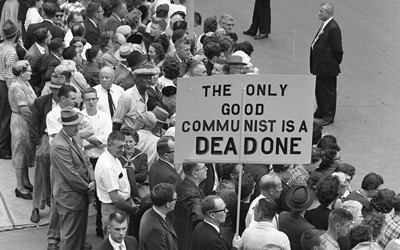 THE ONLY
GOOD
COMMUNIST IS A
DEAD ONE